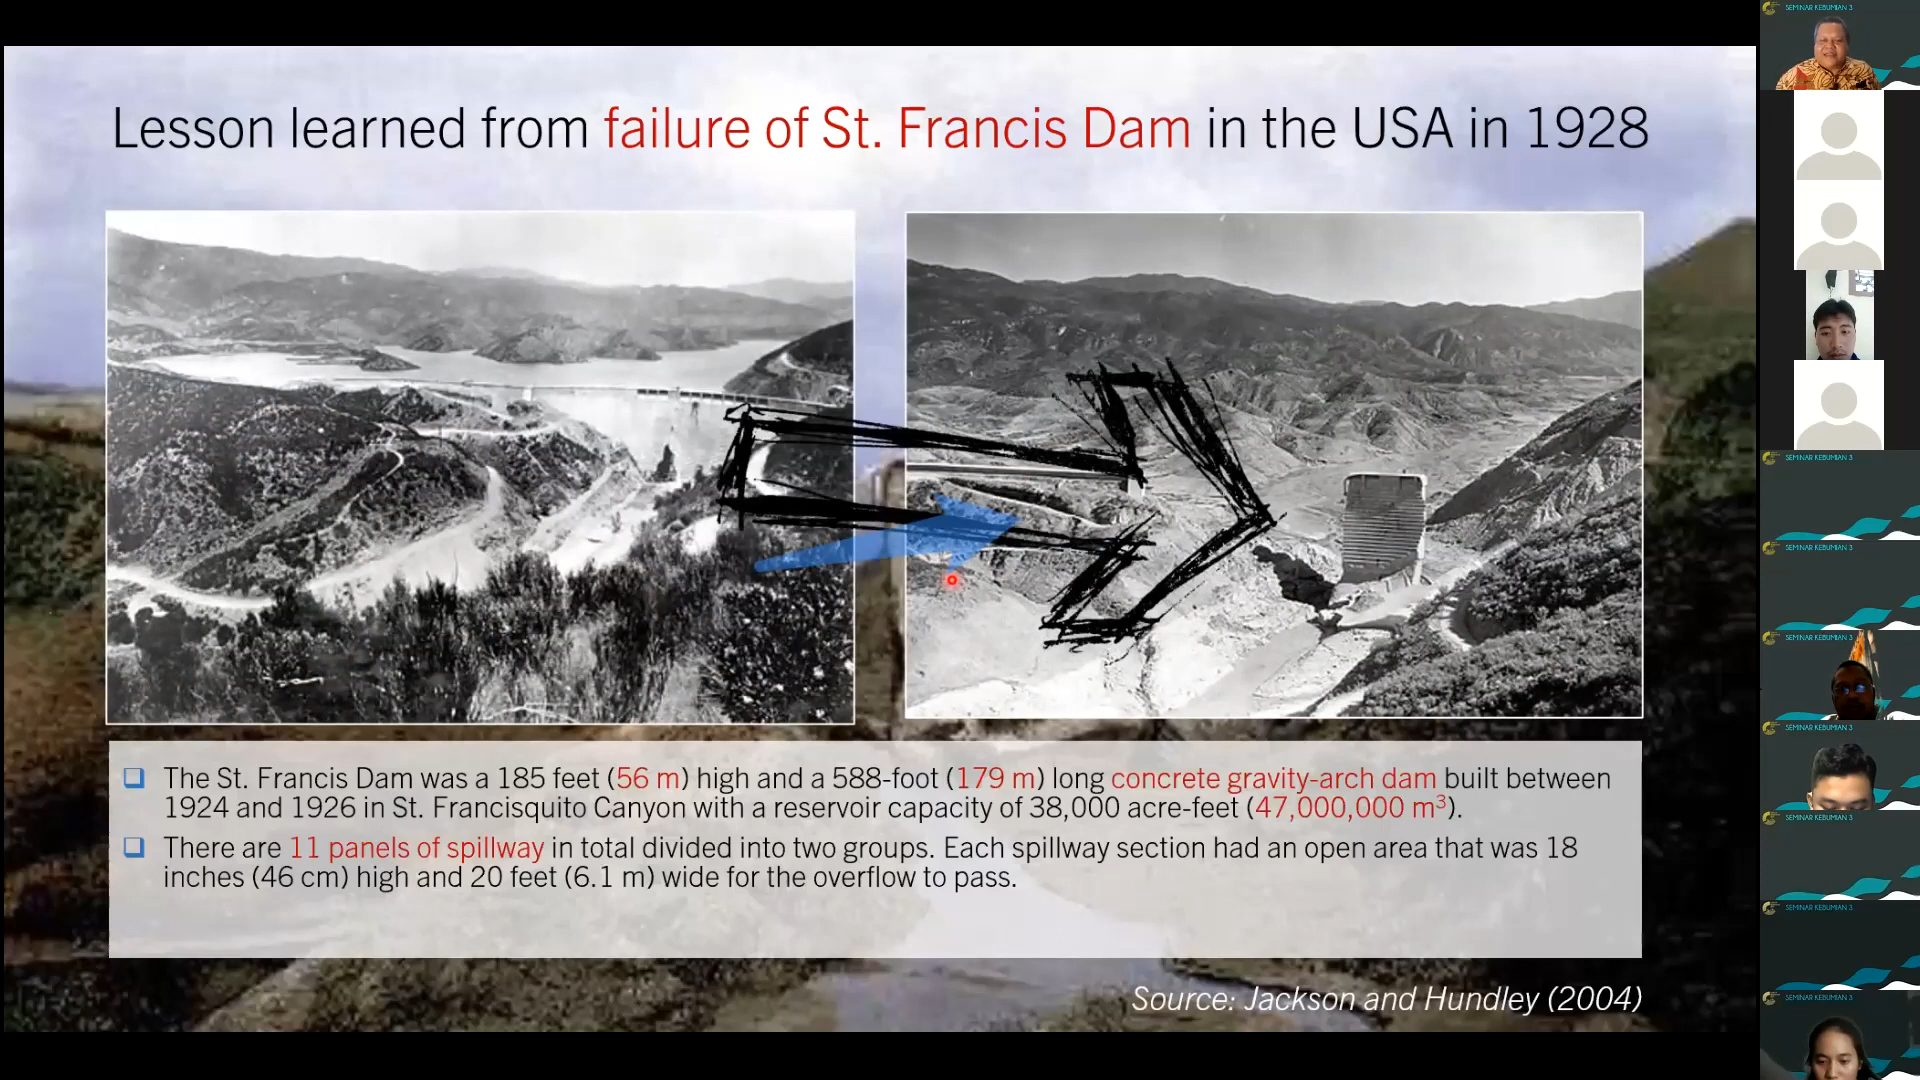 Lesson learned from failure of St. Francis Dam in the USA in 1928
The St. Francis Dam was a 185 feet (56 m) high and a 588-foot (179 m) long concrete gravity-arch dam built between
1924 and 1926 in St. Francisquito Canyon with a reservoir capacity of 38,000 acre-feet (47,000,000 m³).
There are 11 panels of spillway in total divided into two groups. Each spillway section had an open area that was 18
inches (46 cm) high and 20 feet (6.1 m) wide for the overflow to pass.
Source: Jackson and Hundley (2004)
SEMINAR KEBUMIAN 3
SEMINAR KEBUMIAN 3
SEMINAR KEBUMIAN 3
SEMINAR KEBUMIAN 3
SEMINAR KEBUMIAN 3
SEMINAR KEBUMIAN 3
SEMINAR KEBUMIAN 3
SEMINAR KEBUMIAN 3